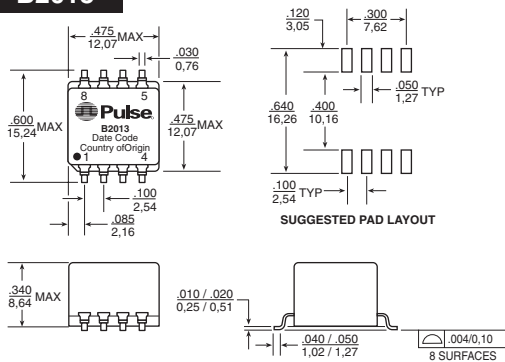 B2013
.475
12,07 MAX
.030
0,76
.120
3,05
.300
7,62
8 5
Pulse
B2013
Date Code
Country ofOrigin
1 4
.600
15,24 MAX
.475
12,07 MAX
.640
16,26
.400
10,16
.050
1,27 TYP
.100
2,54
.085
2,16
.100
2,54 TYP
SUGGESTED PAD LAYOUT
.340
8,64 MAX
.010 / .020
0,25 / 0,51
.040 / .050
1,02 / 1,27
.004/0,10
8 SURFACES